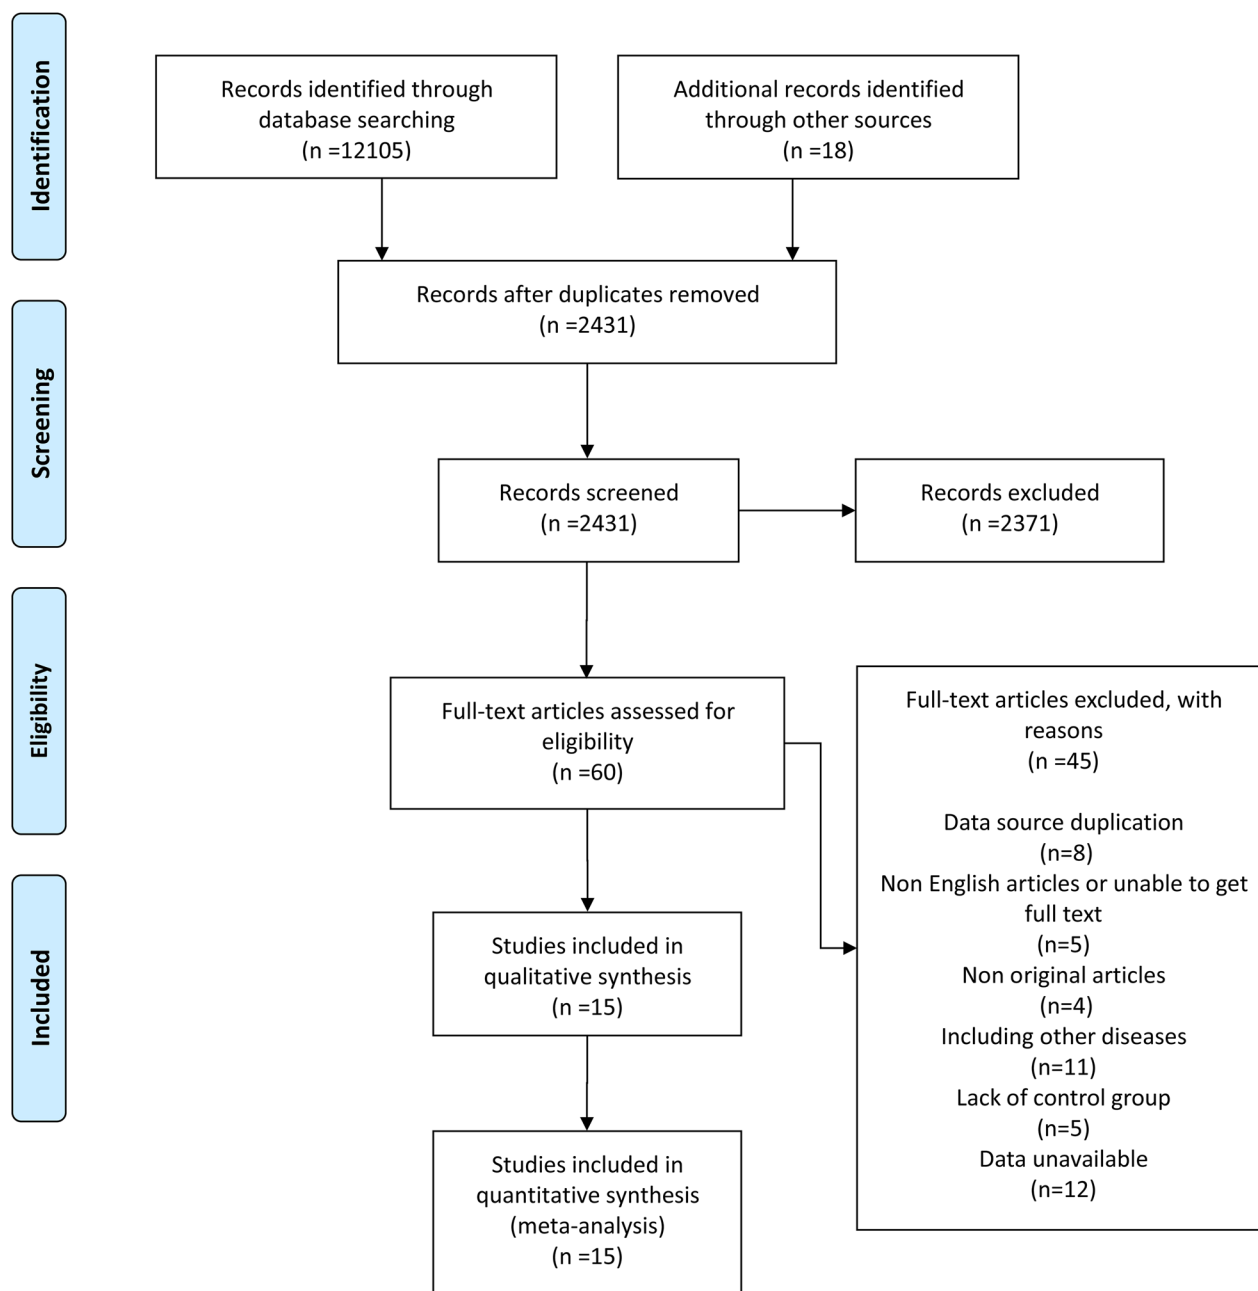 Identification
Records identified through
database searching
(n =12105)
Additional records identified
through other sources
(n =18)
Records after duplicates removed
(n =2431)
Screening
Records screened
(n =2431)
Records excluded
(n =2371)
Eligibility
Full-text articles assessed for
eligibility
(n =60)
Full-text articles excluded, with
reasons
(n =45)
Data source duplication
(n=8)
Non English articles or unable to get
full text
(n=5)
Non original articles
(n=4)
Including other diseases
(n=11)
Lack of control group
(n=5)
Data unavailable
(n=12)
Included
Studies included in
qualitative synthesis
(n =15)
Studies included in
quantitative synthesis
(meta-analysis)
(n =15)